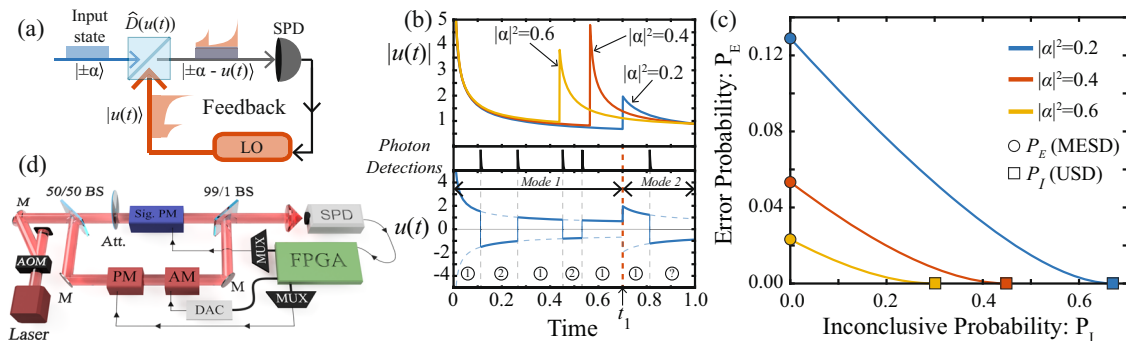 (a)
Input
state
D̂(u(t))
SPD
|±α⟩
|±α - u(t)⟩
|u(t)⟩
Feedback
LO
(b)
|u(t)|
5
4
3
2
1
|α|²=0.6
|α|²=0.4
|α|²=0.2
Photon
Detections
Mode 1
Mode 2
u(t)
4
2
0
-2
-4
① ② ① ② ① ① ?
0.0 0.2 0.4 0.6 0.8 1.0
Time
t₁
(c)
Error Probability: P_E
0.12
0.08
0.04
0.00
0.0 0.2 0.4 0.6
Inconclusive Probability: P_I
|α|²=0.2
|α|²=0.4
|α|²=0.6
P_E (MESD)
P_I (USD)
(d)
50/50 BS
99/1 BS
M
Att.
Sig. PM
SPD
AOM
MUX
FPGA
M
PM
AM
M
MUX
DAC
Laser